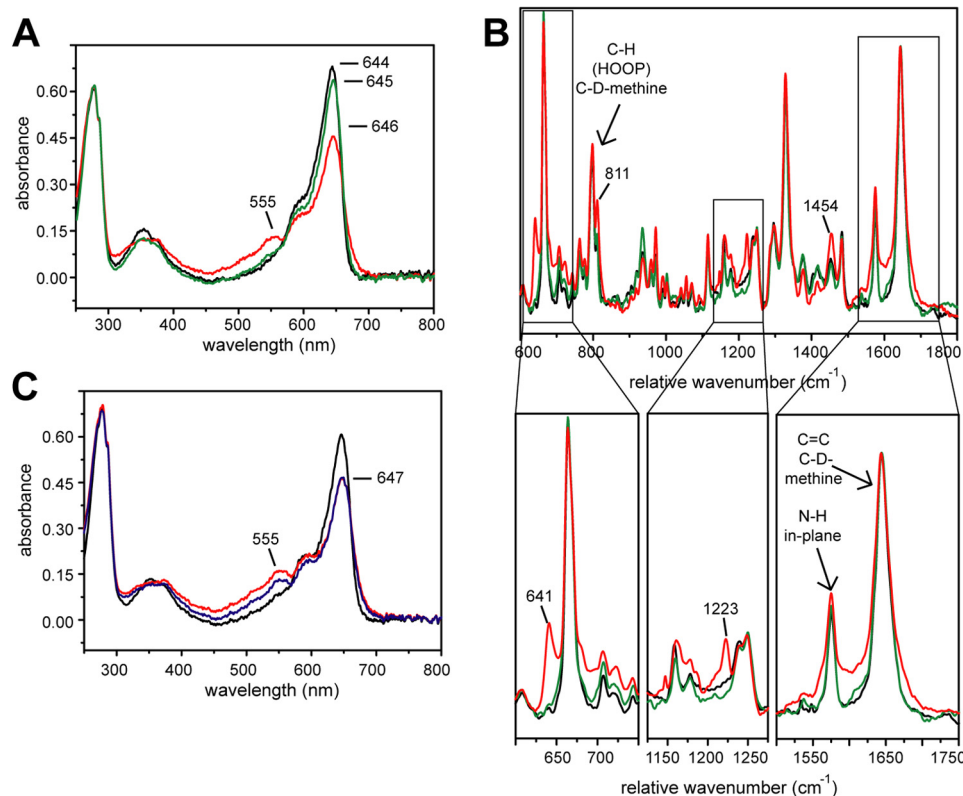 A
644
645
646
555
absorbance
0.60
0.45
0.30
0.15
0.00
300 400 500 600 700 800
wavelength (nm)
B
C-H
(HOOP)
C-D-methine
811
1454
600 800 1000 1200 1400 1600 1800
relative wavenumber (cm-1)
C
647
555
absorbance
0.60
0.45
0.30
0.15
0.00
300 400 500 600 700 800
wavelength (nm)
641
1223
C=C
C-D-
methine
N-H
in-plane
650 700
1150 1200 1250
1550 1650 1750
relative wavenumber (cm-1)